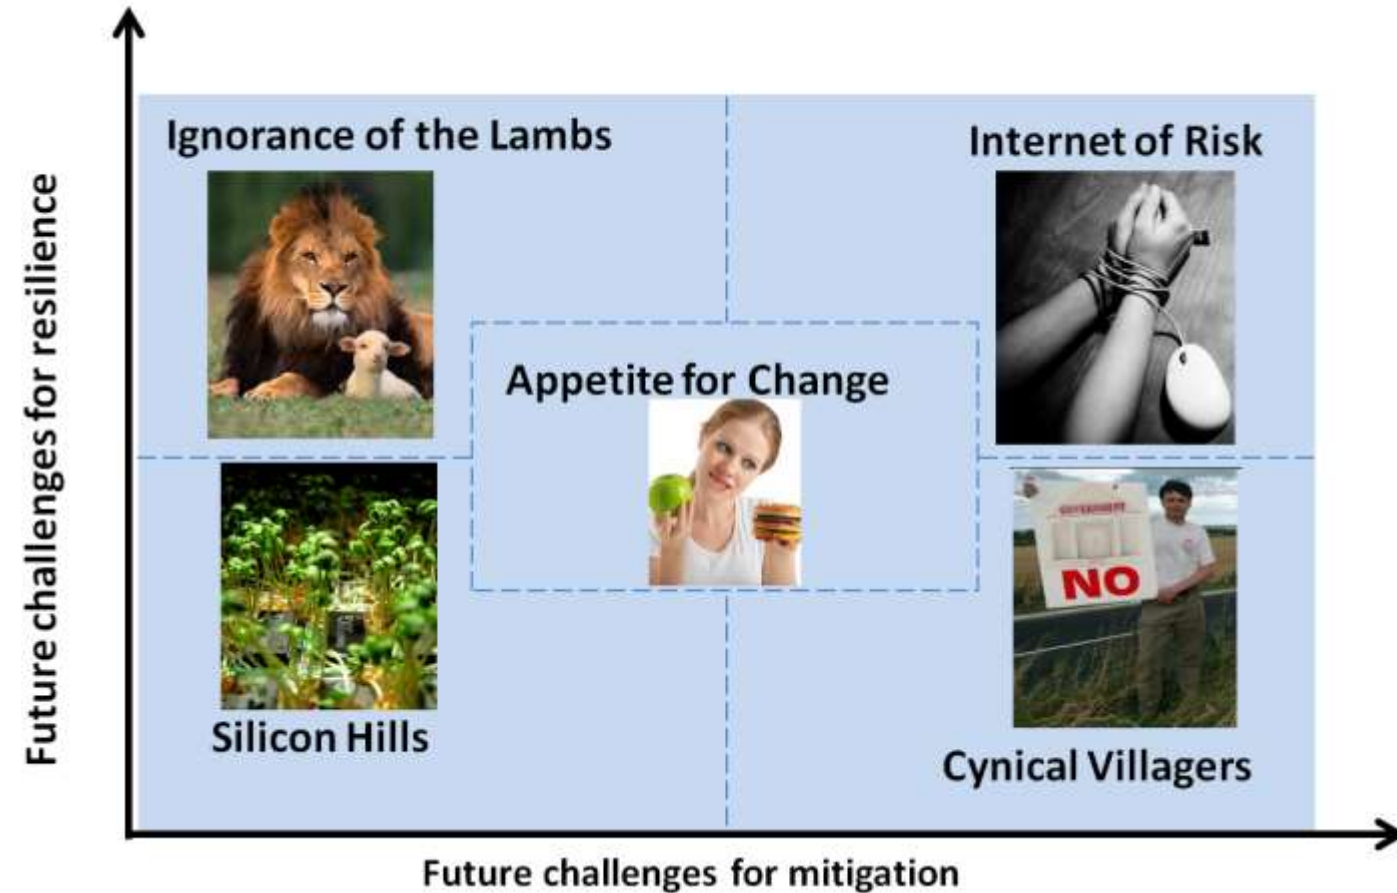 Ignorance of the Lambs
Internet of Risk
Future challenges for resilience
Appetite for Change
GOVERNMENT
NO
Silicon Hills
Cynical Villagers
Future challenges for mitigation